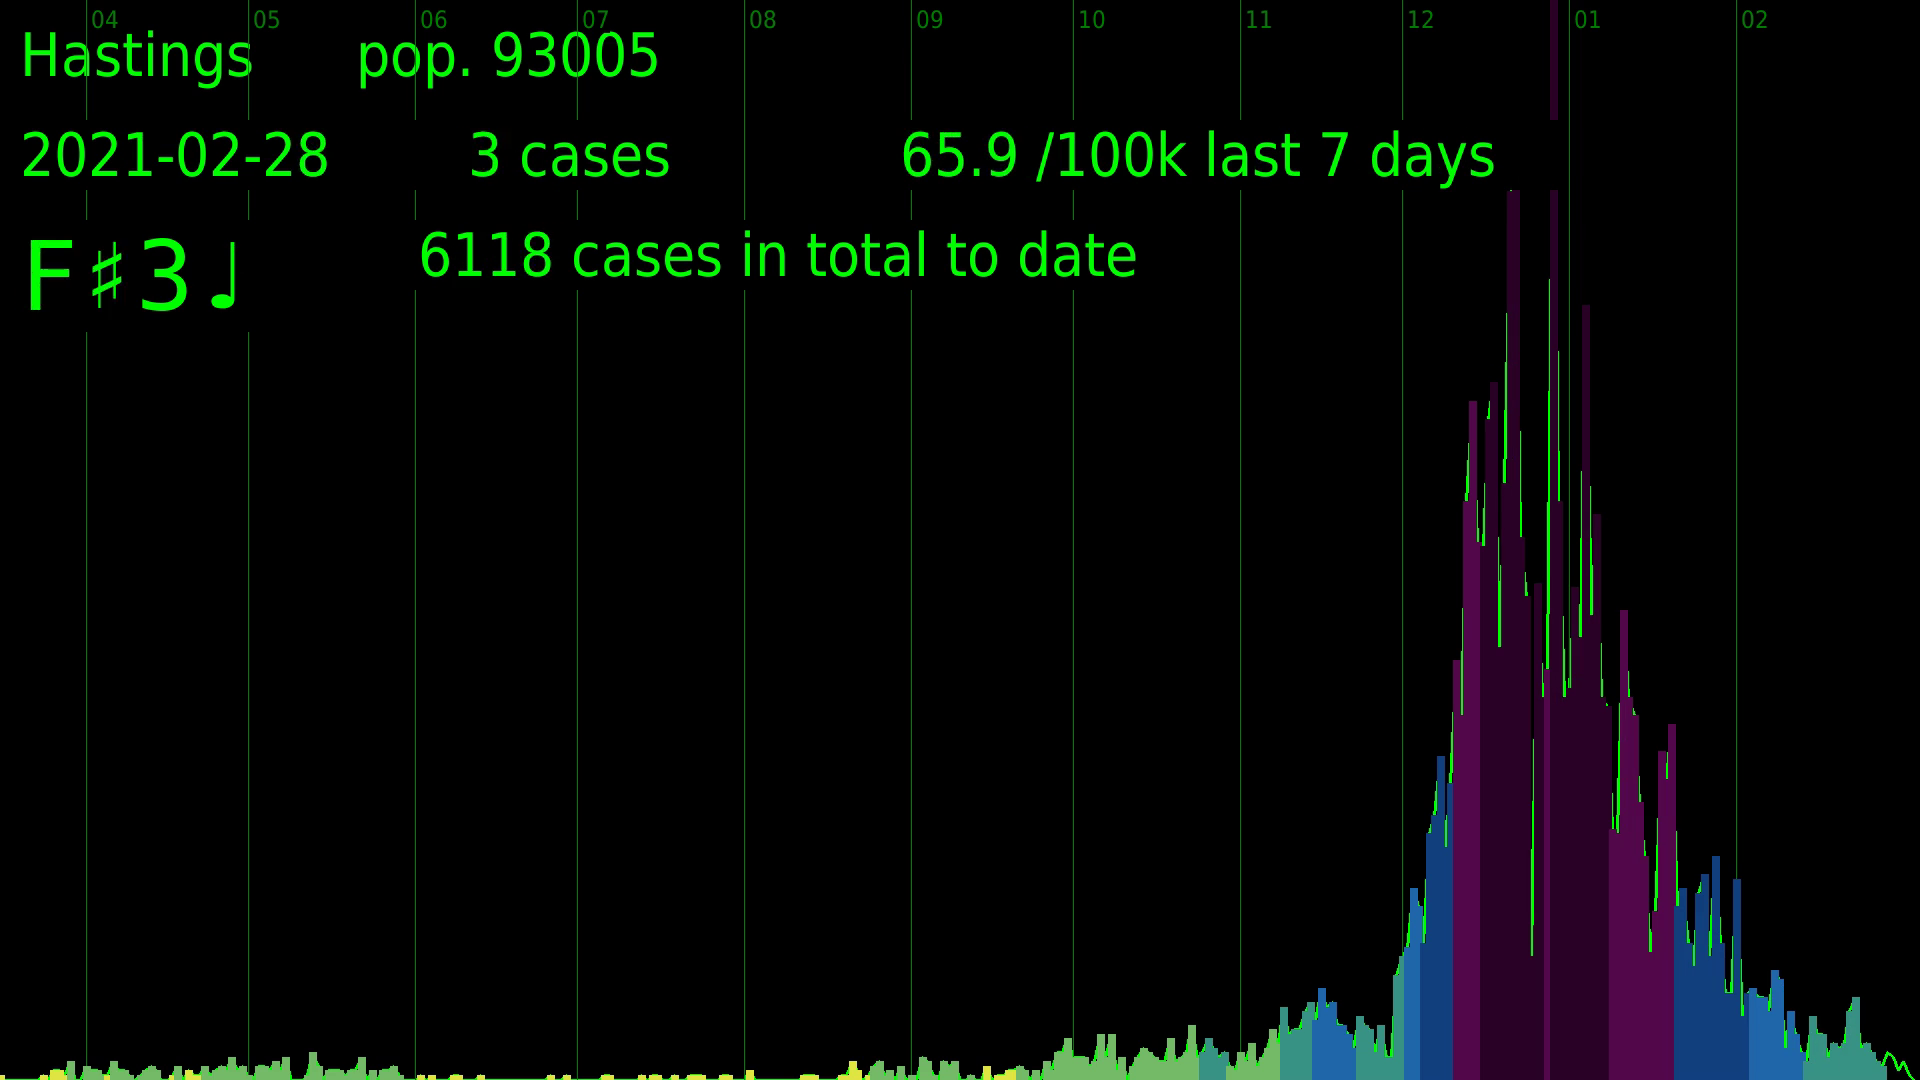 04 05 06 07 08 09 10 11 12 01 02
Hastings pop. 93005
2021-02-28 3 cases 65.9 /100k last 7 days
F♯3♩ 6118 cases in total to date